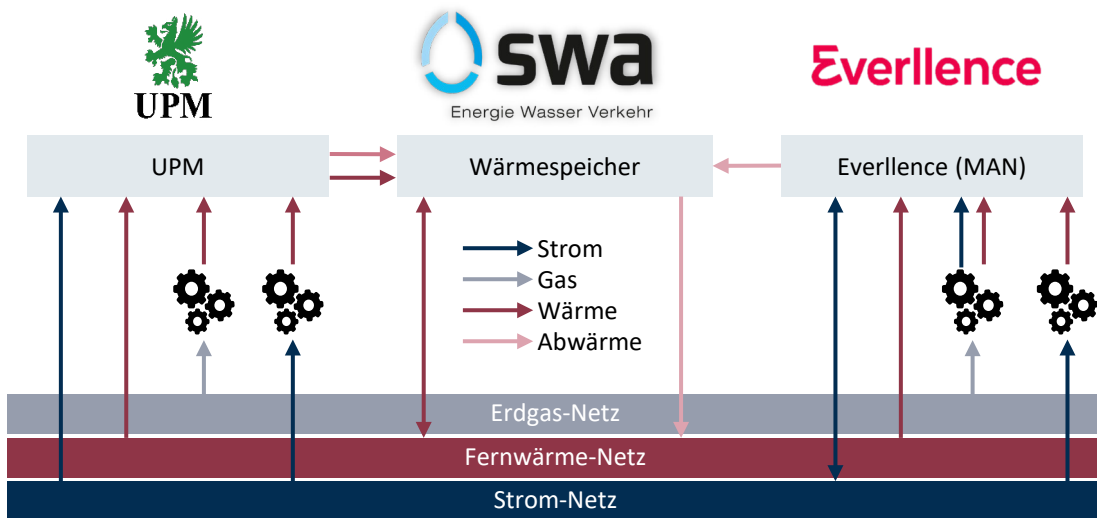 UPM
swa
Energie Wasser Verkehr
Everllence
UPM
Wärmespeicher
Everllence (MAN)
Strom
Gas
Wärme
Abwärme
Erdgas-Netz
Fernwärme-Netz
Strom-Netz